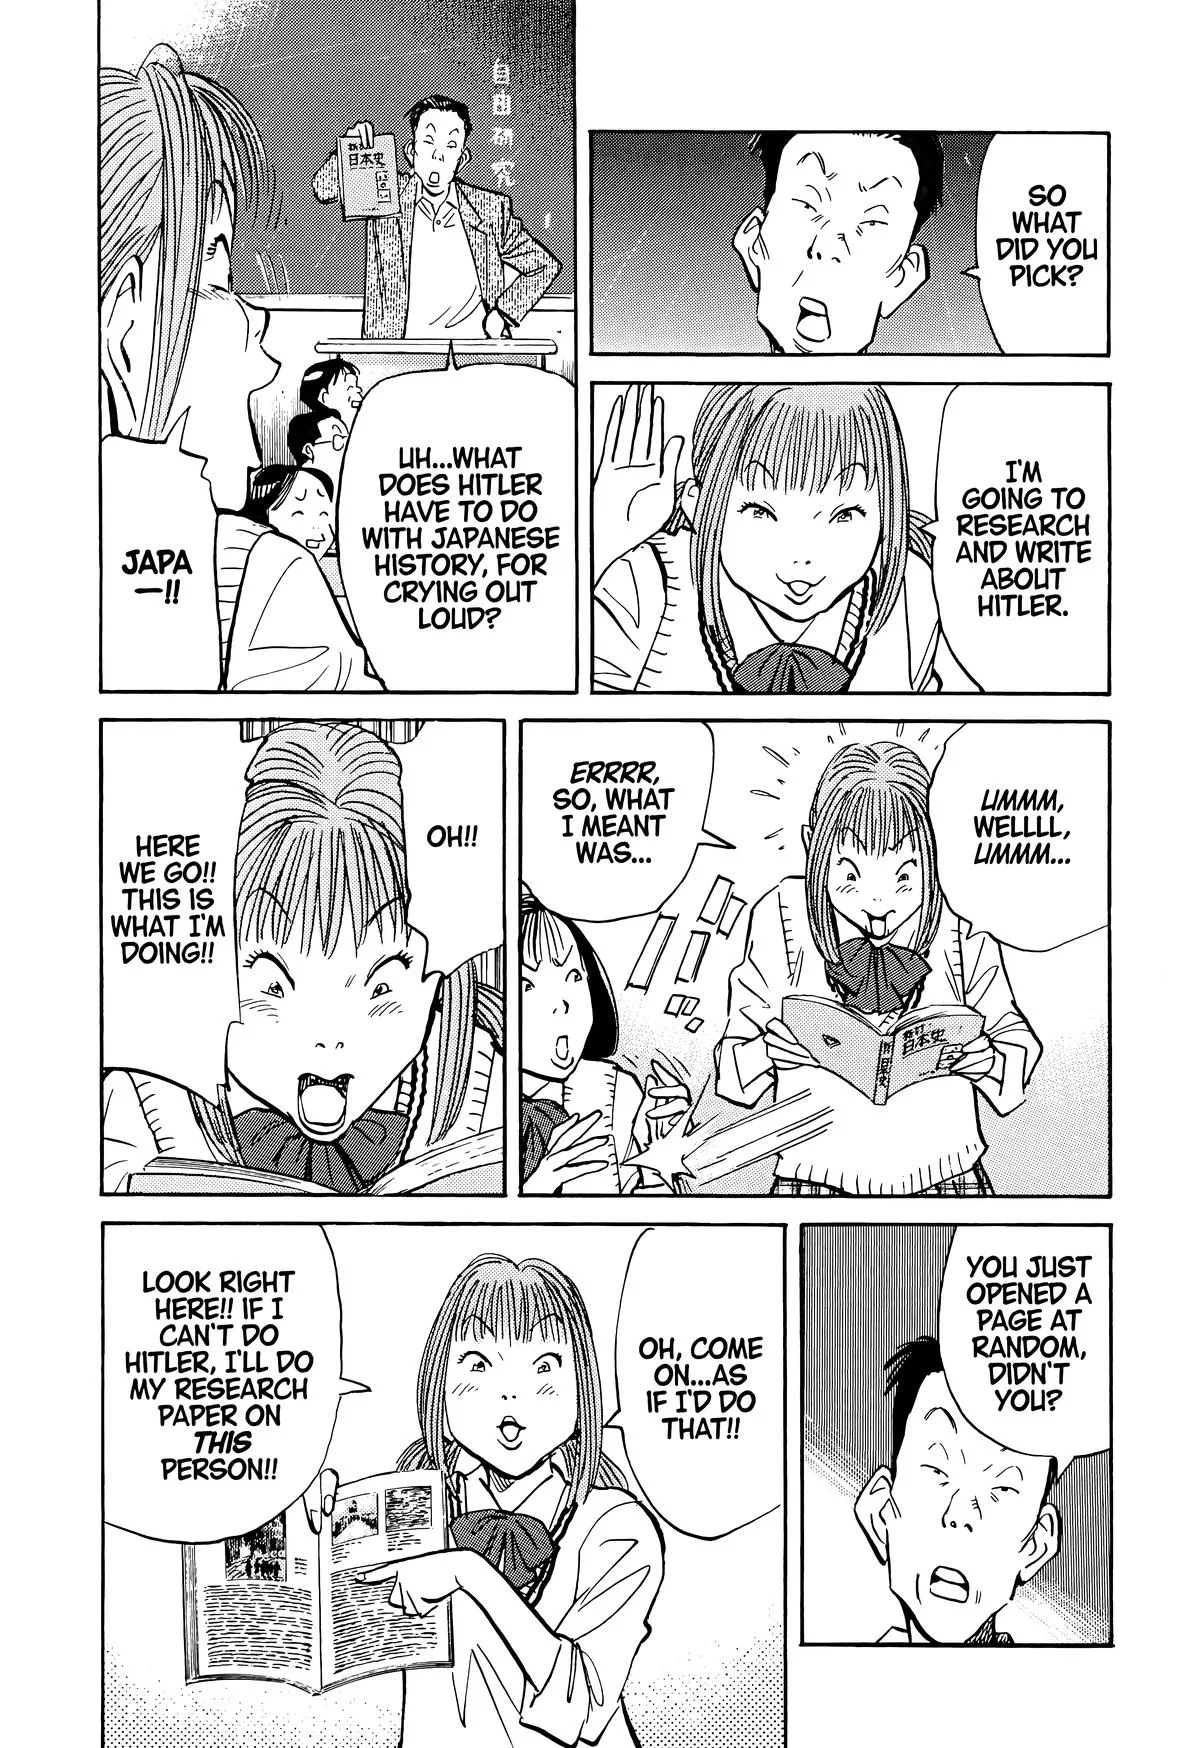 SO
WHAT
DID YOU
PICK?
I'M
GOING TO
RESEARCH
AND WRITE
ABOUT
HITLER.
自由研究
日本史
UH...WHAT
DOES HITLER
HAVE TO DO
WITH JAPANESE
HISTORY, FOR
CRYING OUT
LOUD?
JAPA
—!!
UMMM,
WELLLL,
UMMM...
日本史
ERRRR,
SO, WHAT
I MEANT
WAS...
OH!!
HERE
WE GO!!
THIS IS
WHAT I'M
DOING!!
YOU JUST
OPENED A
PAGE AT
RANDOM,
DIDN'T
YOU?
OH, COME
ON...AS
IF I'D DO
THAT!!
LOOK RIGHT
HERE!! IF I
CAN'T DO
HITLER, I'LL DO
MY RESEARCH
PAPER ON
THIS
PERSON!!